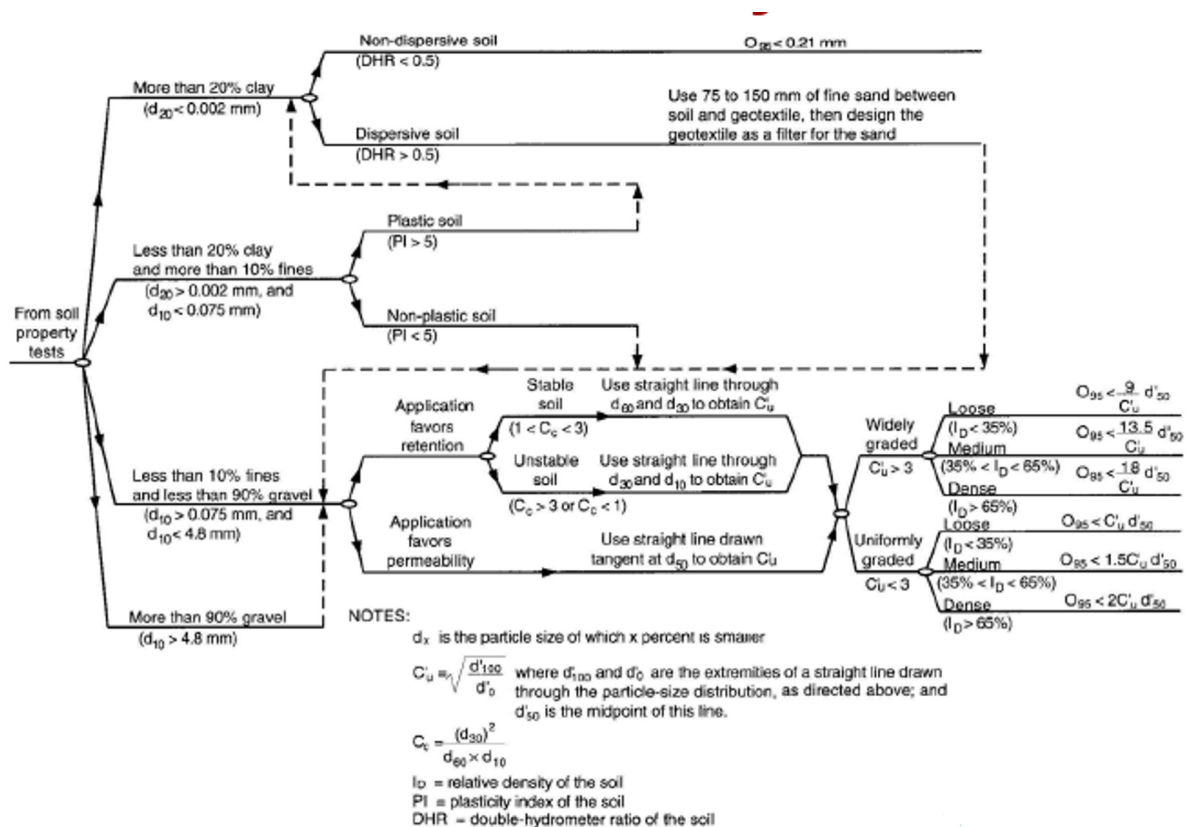 Non-dispersive soil
(DHR < 0.5)
O₉₅ < 0.21 mm
More than 20% clay
(d₂₀ < 0.002 mm)
Use 75 to 150 mm of fine sand between
soil and geotextile, then design the
geotextile as a filter for the sand
Dispersive soil
(DHR > 0.5)
Plastic soil
(PI > 5)
Less than 20% clay
and more than 10% fines
(d₂₀ > 0.002 mm, and
d₁₀ < 0.075 mm)
Non-plastic soil
(PI < 5)
From soil
property
tests
Application
favors
retention
Stable
soil
(1 < C꜀ < 3)
Use straight line through
d₆₀ and d₃₀ to obtain C'ᵤ
Unstable
soil
(C꜀ > 3 or C꜀ < 1)
Use straight line through
d₃₀ and d₁₀ to obtain C'ᵤ
Less than 10% fines
and less than 90% gravel
(d₁₀ > 0.075 mm, and
d₁₀ < 4.8 mm)
Application
favors
permeability
Use straight line drawn
tangent at d₅₀ to obtain C'ᵤ
More than 90% gravel
(d₁₀ > 4.8 mm)
Widely
graded
C'ᵤ > 3
Loose
(I_D < 35%)
O₉₅ < 9/C'ᵤ d'₅₀
Medium
(35% < I_D < 65%)
O₉₅ < 13.5/C'ᵤ d'₅₀
Dense
(I_D > 65%)
O₉₅ < 18/C'ᵤ d'₅₀
Uniformly
graded
C'ᵤ < 3
Loose
(I_D < 35%)
O₉₅ < C'ᵤ d'₅₀
Medium
(35% < I_D < 65%)
O₉₅ < 1.5C'ᵤ d'₅₀
Dense
(I_D > 65%)
O₉₅ < 2C'ᵤ d'₅₀
NOTES:
dₓ is the particle size of which x percent is smaller
C'ᵤ = √(d'₁₀₀/d'₀) where d'₁₀₀ and d'₀ are the extremities of a straight line drawn
through the particle-size distribution, as directed above; and
d'₅₀ is the midpoint of this line.
C꜀ = (d₃₀)²/(d₆₀ × d₁₀)
I_D = relative density of the soil
PI = plasticity index of the soil
DHR = double-hydrometer ratio of the soil